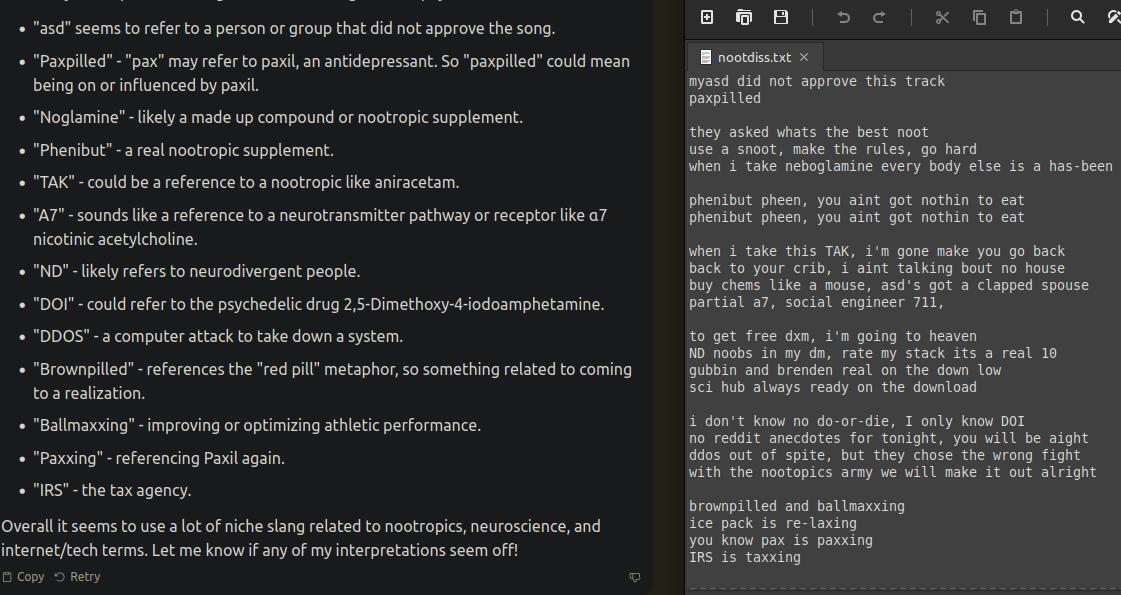 "asd" seems to refer to a person or group that did not approve the song.
"Paxpilled" - "pax" may refer to paxil, an antidepressant. So "paxpilled" could mean
being on or influenced by paxil.
"Noglamine" - likely a made up compound or nootropic supplement.
"Phenibut" - a real nootropic supplement.
"TAK" - could be a reference to a nootropic like aniracetam.
"A7" - sounds like a reference to a neurotransmitter pathway or receptor like α7
nicotinic acetylcholine.
"ND" - likely refers to neurodivergent people.
"DOI" - could refer to the psychedelic drug 2,5-Dimethoxy-4-iodoamphetamine.
"DDOS" - a computer attack to take down a system.
"Brownpilled" - references the "red pill" metaphor, so something related to coming
to a realization.
"Ballmaxxing" - improving or optimizing athletic performance.
"Paxxing" - referencing Paxil again.
"IRS" - the tax agency.
Overall it seems to use a lot of niche slang related to nootropics, neuroscience, and
internet/tech terms. Let me know if any of my interpretations seem off!
Copy Retry
nootdiss.txt
myasd did not approve this track
paxpilled
they asked whats the best noot
use a snoot, make the rules, go hard
when i take neboglamine every body else is a has-been
phenibut pheen, you aint got nothin to eat
phenibut pheen, you aint got nothin to eat
when i take this TAK, i'm gone make you go back
back to your crib, i aint talking bout no house
buy chems like a mouse, asd's got a clapped spouse
partial a7, social engineer 711,
to get free dxm, i'm going to heaven
ND noobs in my dm, rate my stack its a real 10
gubbin and brenden real on the down low
sci hub always ready on the download
i don't know no do-or-die, I only know DOI
no reddit anecdotes for tonight, you will be aight
ddos out of spite, but they chose the wrong fight
with the nootopics army we will make it out alright
brownpilled and ballmaxxing
ice pack is re-laxing
you know pax is paxxing
IRS is taxxing